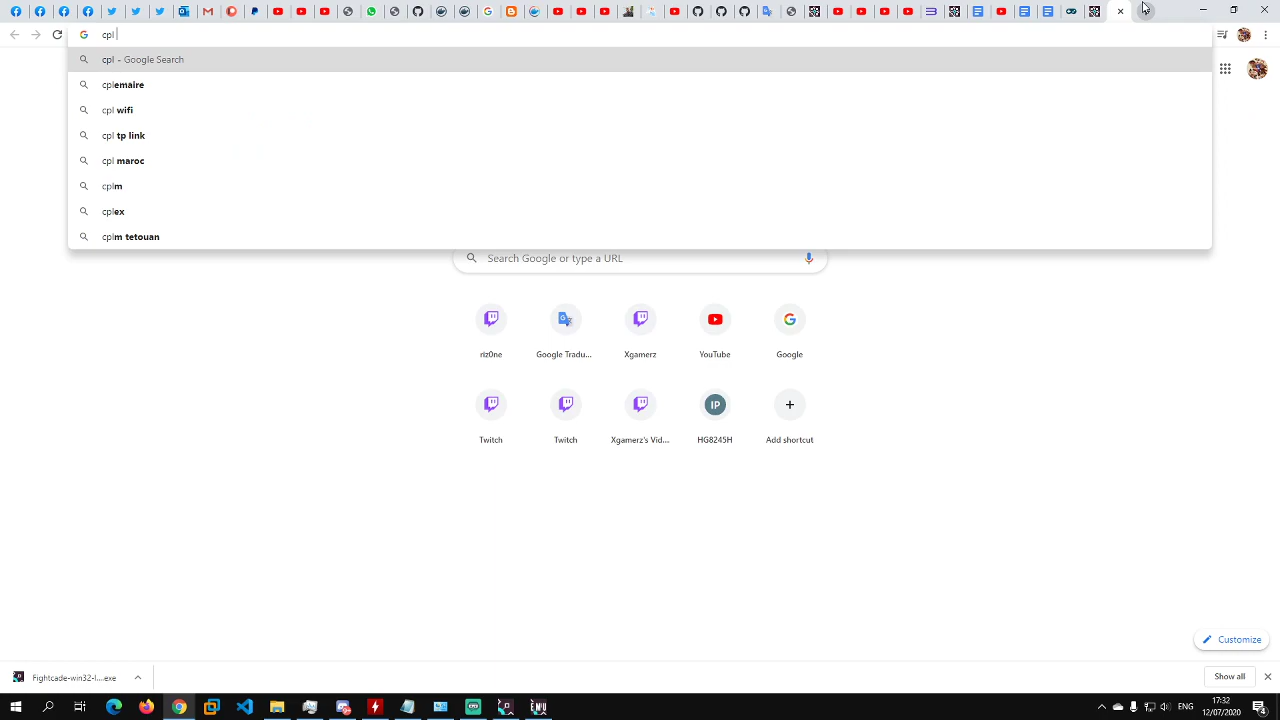 cpl
cpl - Google Search
cplemaire
cpl wifi
cpl tp link
cpl maroc
cplm
cplex
cplm tetouan
Search Google or type a URL
riz0ne
Google Tradu...
Xgamerz
YouTube
Google
IP
Twitch
Twitch
Xgamerz's Vid...
HG8245H
Add shortcut
Customize
Fightcade-win32-l....exe
Show all
ENG
17:32
12/07/2020